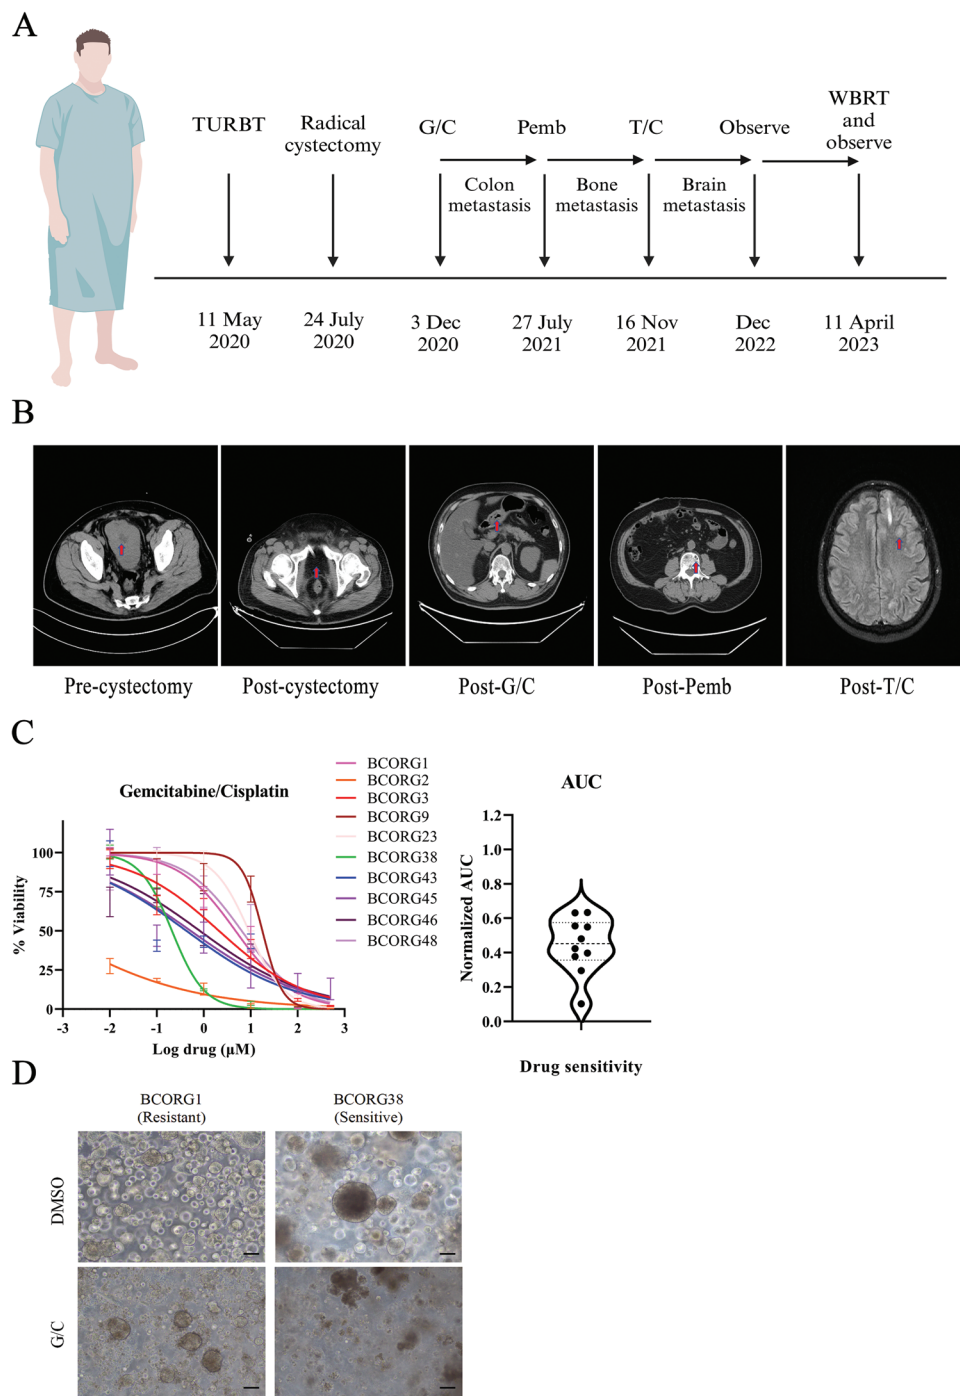 A
TURBT
Radical
cystectomy
G/C
Pemb
T/C
Observe
WBRT
and
observe
Colon
metastasis
Bone
metastasis
Brain
metastasis
11 May
2020
24 July
2020
3 Dec
2020
27 July
2021
16 Nov
2021
Dec
2022
11 April
2023
B
Pre-cystectomy
Post-cystectomy
Post-G/C
Post-Pemb
Post-T/C
C
Gemcitabine/Cisplatin
% Viability
100
75
50
25
0
-3
-2
-1
0
1
2
3
Log drug (µM)
BCORG1
BCORG2
BCORG3
BCORG9
BCORG23
BCORG38
BCORG43
BCORG45
BCORG46
BCORG48
AUC
Normalized AUC
1.2
1.0
0.8
0.6
0.4
0.2
0.0
Drug sensitivity
D
BCORG1
(Resistant)
BCORG38
(Sensitive)
DMSO
G/C